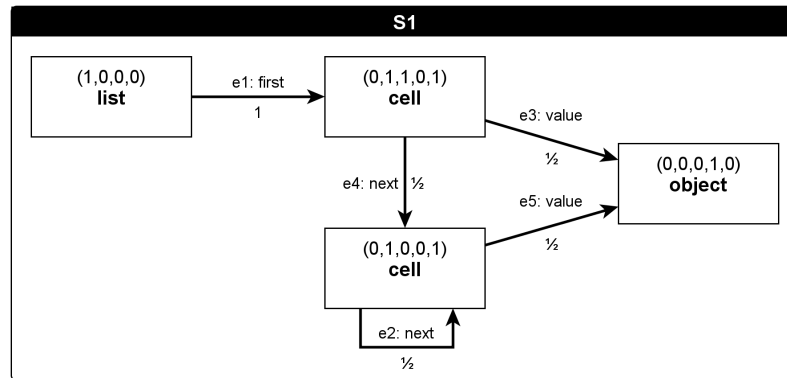 S1
(1,0,0,0)
list
e1: first
1
(0,1,1,0,1)
cell
e3: value
½
(0,0,0,1,0)
object
e4: next ½
e5: value
½
(0,1,0,0,1)
cell
e2: next
½